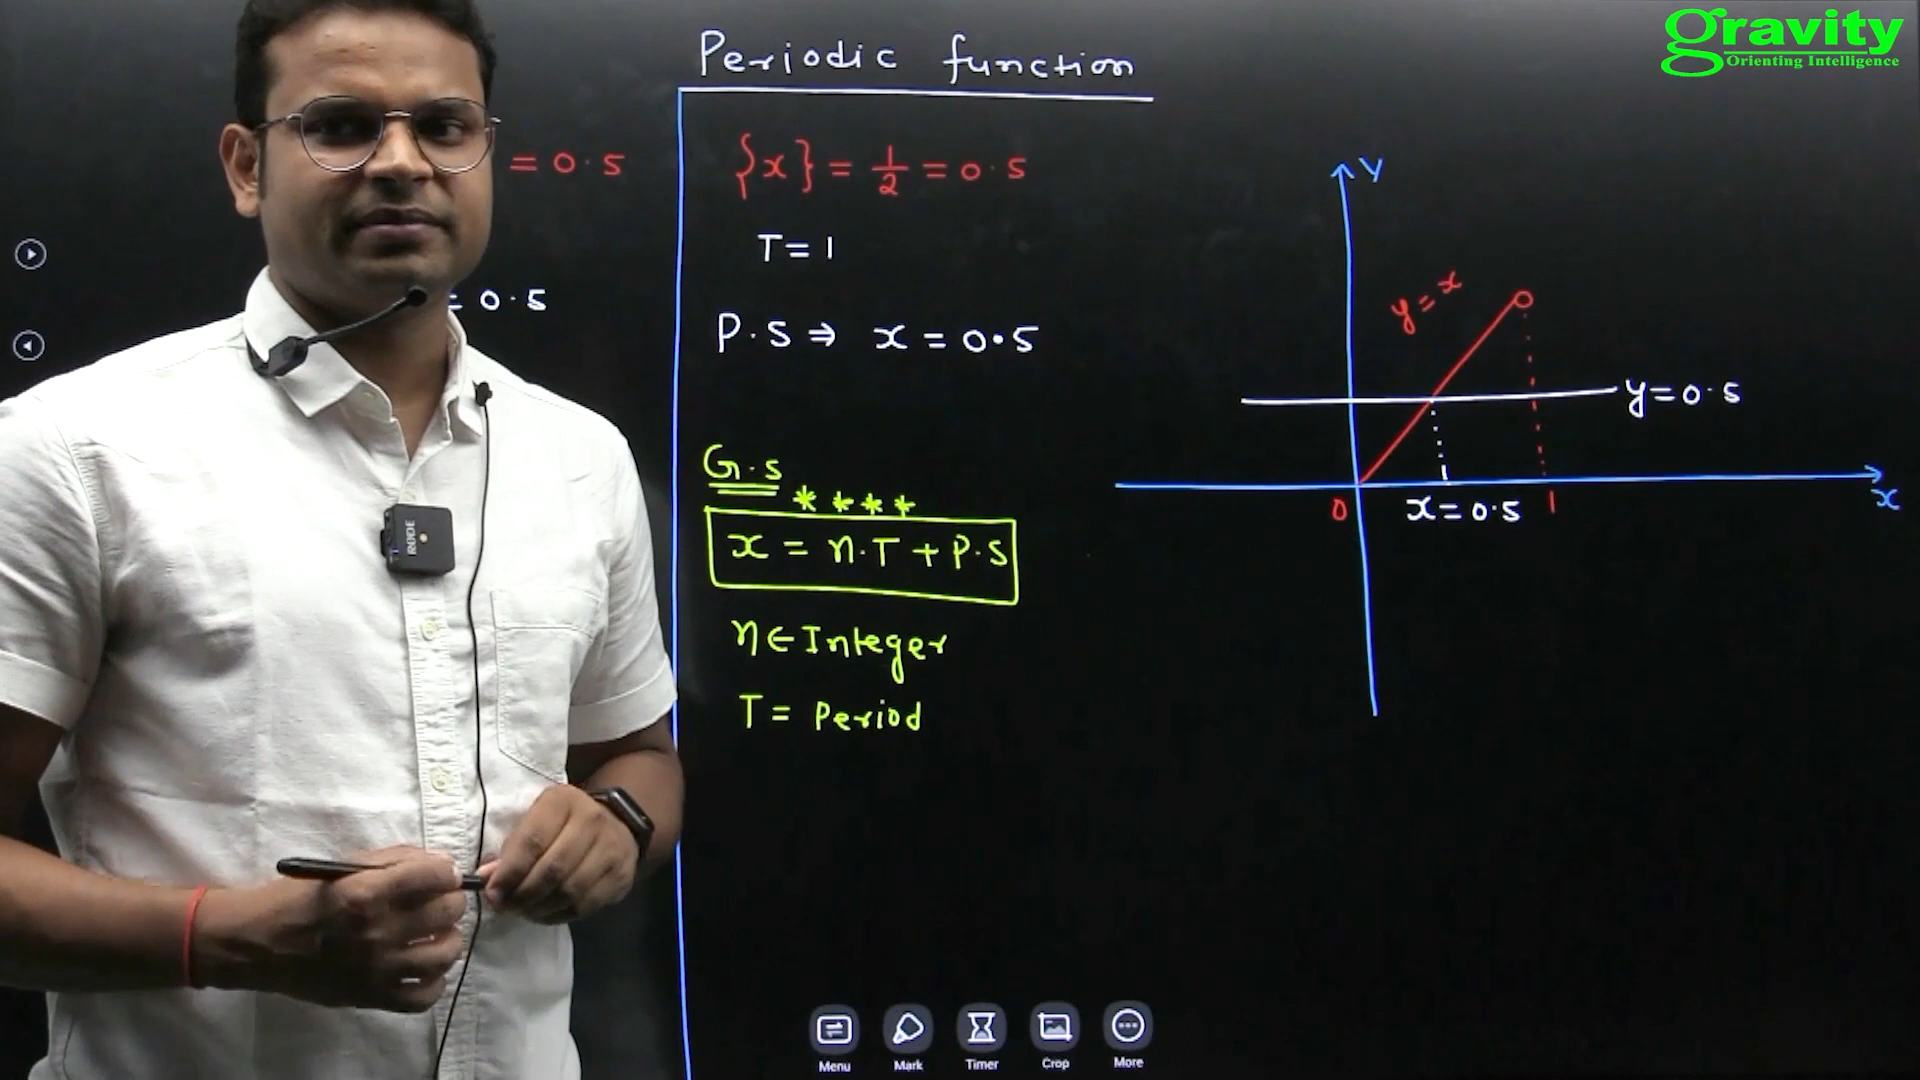 gravity
Orienting Intelligence
Periodic function
= 0.5
{x} = 1/2 = 0.5
T = 1
= 0.5
P.S ⇒ x = 0.5
G.S
* * * *
x = n.T + P.S
n ∈ Integer
T = Period
Y
y = x
y = 0.5
0
x = 0.5
1
x
RODE
Menu
Mark
Timer
Crop
More